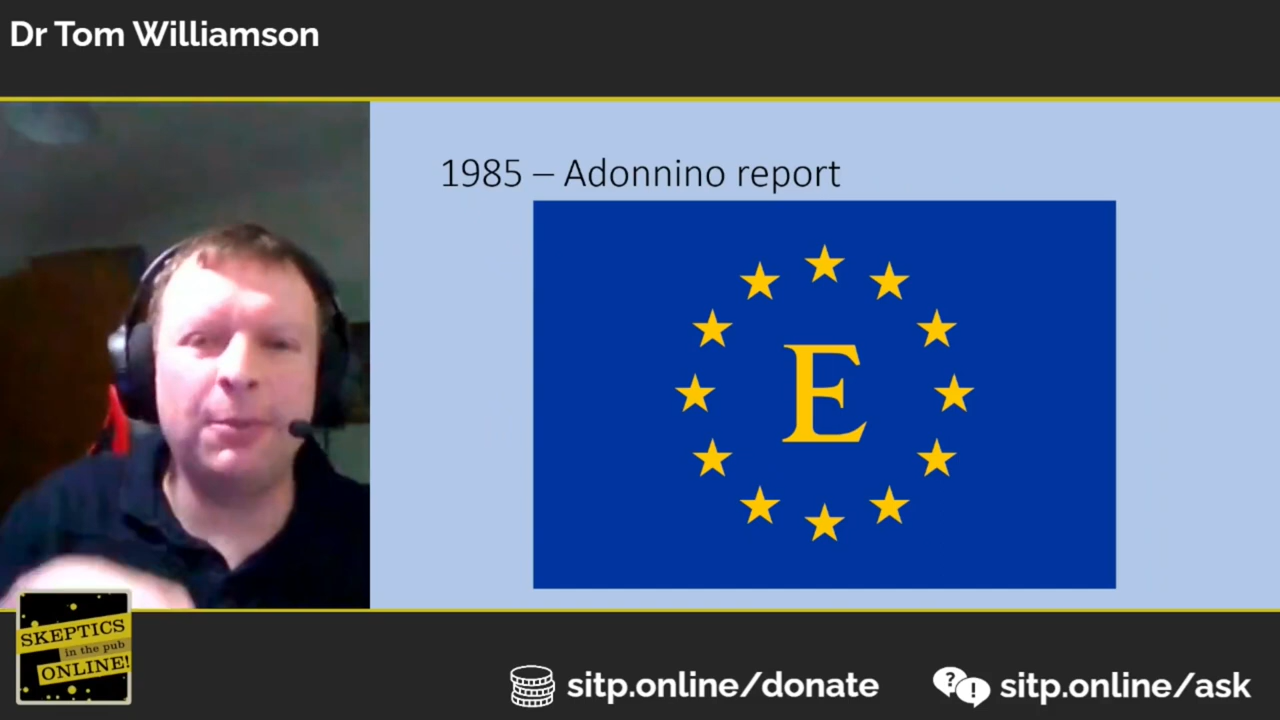 Dr Tom Williamson
1985 – Adonnino report
E
SKEPTICS
in the pub
ONLINE!
sitp.online/donate
? !
sitp.online/ask